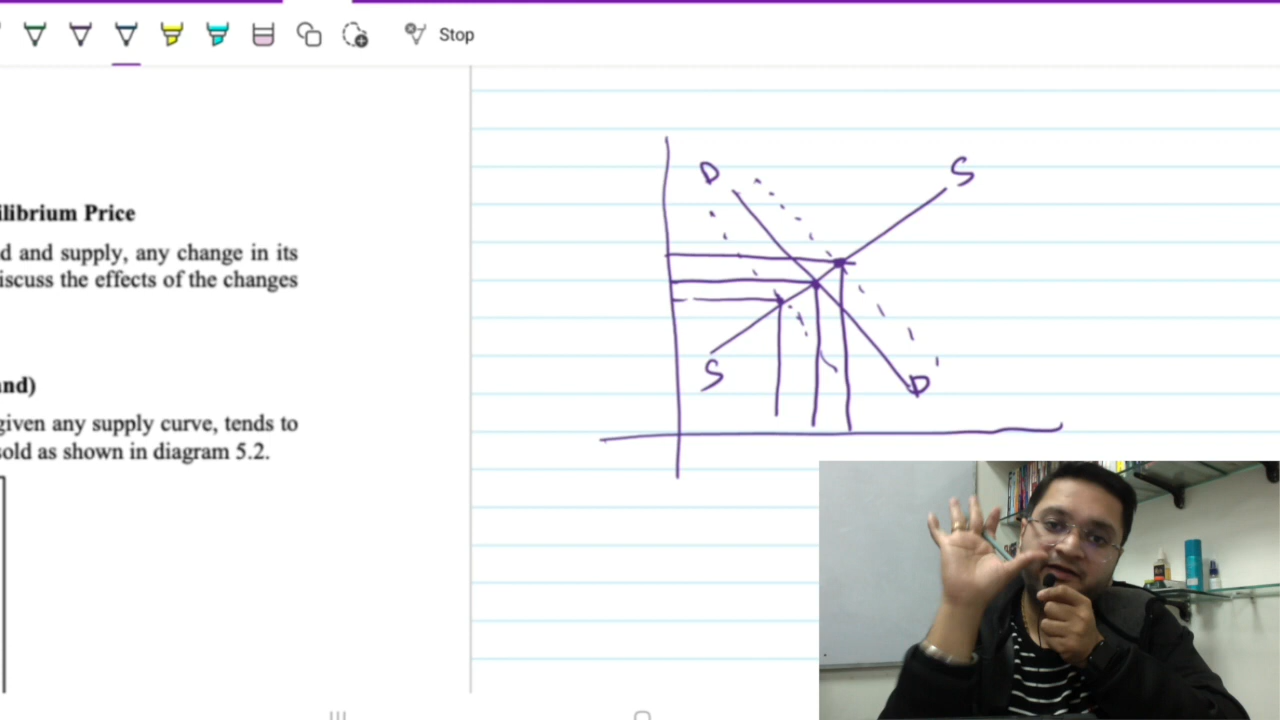 Stop
ilibrium Price
d and supply, any change in its
iscuss the effects of the changes
and)
given any supply curve, tends to
sold as shown in diagram 5.2.
D
S
S
D